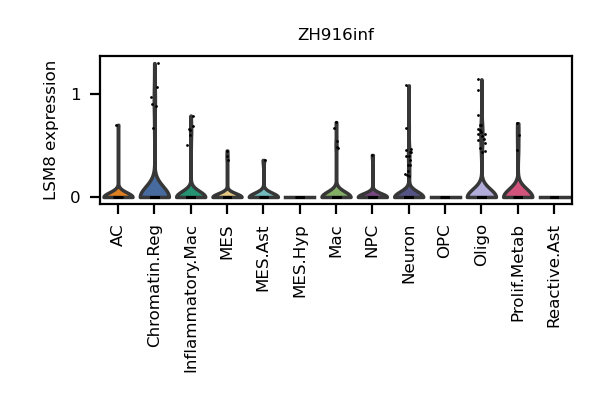 ZH916inf
LSM8 expression
1
0
AC
Chromatin.Reg
Inflammatory.Mac
MES
MES.Ast
MES.Hyp
Mac
NPC
Neuron
OPC
Oligo
Prolif.Metab
Reactive.Ast